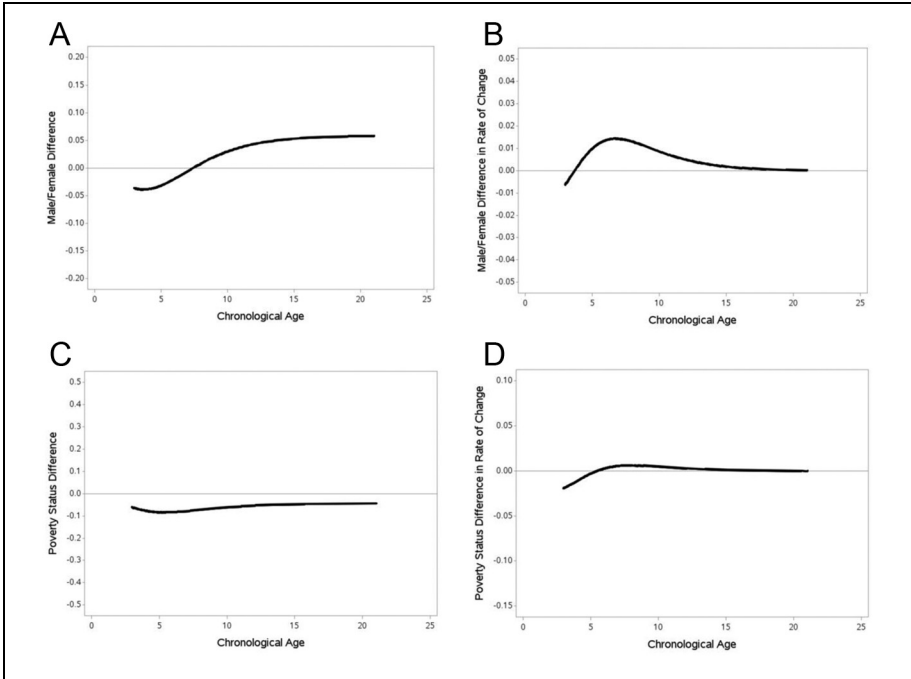 A
0.20
0.15
0.10
0.05
0.00
-0.05
-0.10
-0.15
-0.20
Male/Female Difference
0 5 10 15 20 25
Chronological Age
B
0.05
0.04
0.03
0.02
0.01
0.00
-0.01
-0.02
-0.03
-0.04
-0.05
Male/Female Difference in Rate of Change
0 5 10 15 20 25
Chronological Age
C
0.5
0.4
0.3
0.2
0.1
0.0
-0.1
-0.2
-0.3
-0.4
-0.5
Poverty Status Difference
0 5 10 15 20 25
Chronological Age
D
0.10
0.05
0.00
-0.05
-0.10
-0.15
Poverty Status Difference in Rate of Change
0 5 10 15 20 25
Chronological Age